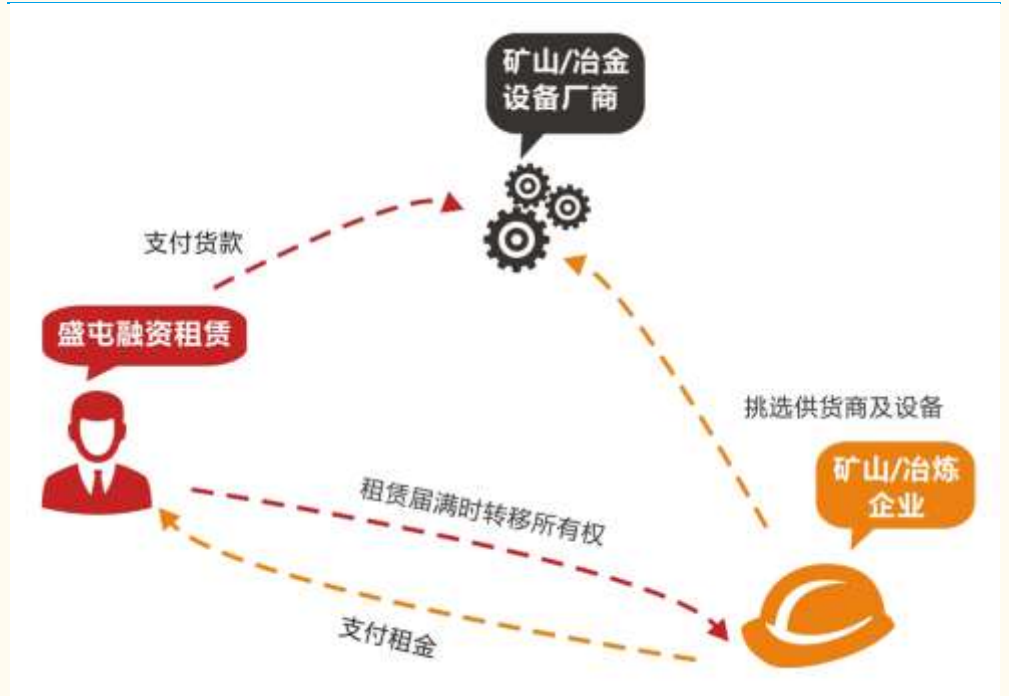 矿山/冶金
设备厂商
支付货款
盛屯融资租赁
挑选供货商及设备
矿山/冶炼
企业
租赁届满时转移所有权
支付租金